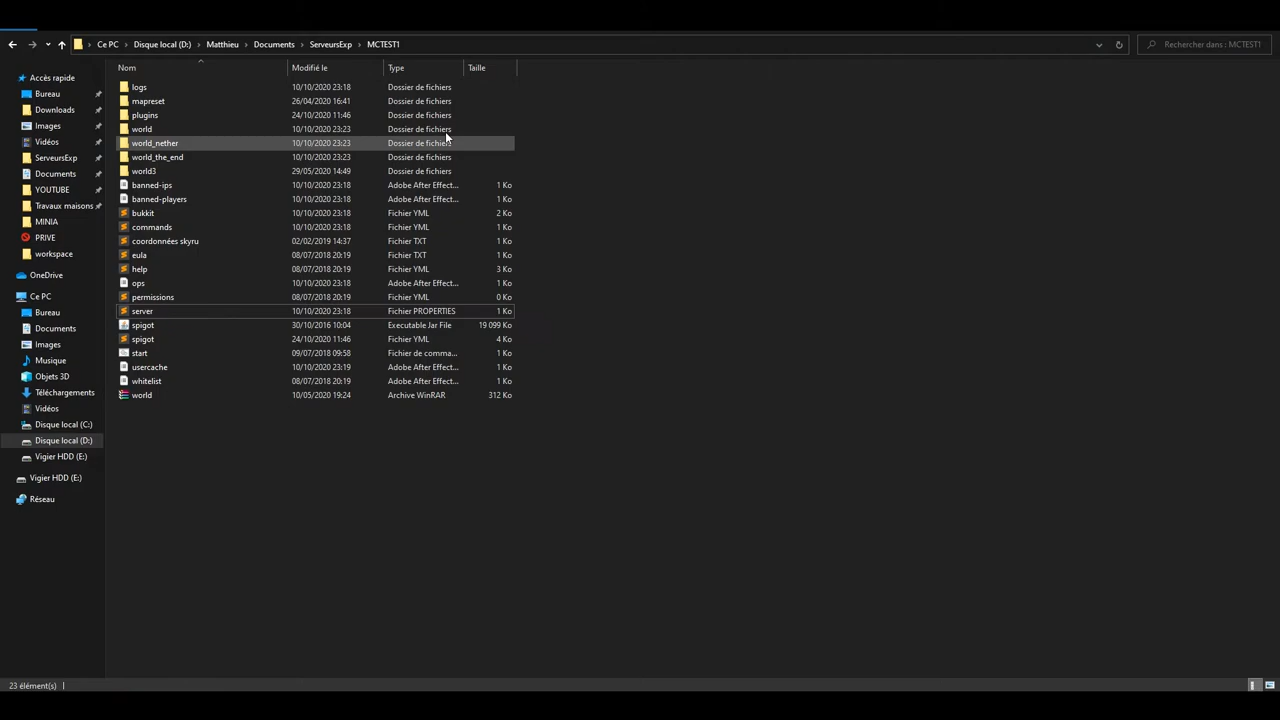 Ce PC > Disque local (D:) > Matthieu > Documents > ServeursExp > MCTEST1
Rechercher dans : MCTEST1
Nom Modifié le Type Taille
Accès rapide
Bureau
Downloads
Images
Vidéos
ServeursExp
Documents
YOUTUBE
Travaux maisons
MINIA
PRIVE
workspace
OneDrive
Ce PC
Bureau
Documents
Images
Musique
Objets 3D
Téléchargements
Vidéos
Disque local (C:)
Disque local (D:)
Vigier HDD (E:)
Vigier HDD (E:)
Réseau
logs 10/10/2020 23:18 Dossier de fichiers
mapreset 26/04/2020 16:41 Dossier de fichiers
plugins 24/10/2020 11:46 Dossier de fichiers
world 10/10/2020 23:23 Dossier de fichiers
world_nether 10/10/2020 23:23 Dossier de fichiers
world_the_end 10/10/2020 23:23 Dossier de fichiers
world3 29/05/2020 14:49 Dossier de fichiers
banned-ips 10/10/2020 23:18 Adobe After Effect... 1 Ko
banned-players 10/10/2020 23:18 Adobe After Effect... 1 Ko
bukkit 10/10/2020 23:18 Fichier YML 2 Ko
commands 10/10/2020 23:18 Fichier YML 1 Ko
coordonnées skyru 02/02/2019 14:37 Fichier TXT 1 Ko
eula 08/07/2018 20:19 Fichier TXT 1 Ko
help 08/07/2018 20:19 Fichier YML 3 Ko
ops 10/10/2020 23:18 Adobe After Effect... 1 Ko
permissions 08/07/2018 20:19 Fichier YML 0 Ko
server 10/10/2020 23:18 Fichier PROPERTIES 1 Ko
spigot 30/10/2016 10:04 Executable Jar File 19 099 Ko
spigot 24/10/2020 11:46 Fichier YML 4 Ko
start 09/07/2018 09:58 Fichier de comma... 1 Ko
usercache 10/10/2020 23:19 Adobe After Effect... 1 Ko
whitelist 08/07/2018 20:19 Adobe After Effect... 1 Ko
world 10/05/2020 19:24 Archive WinRAR 312 Ko
23 élément(s)